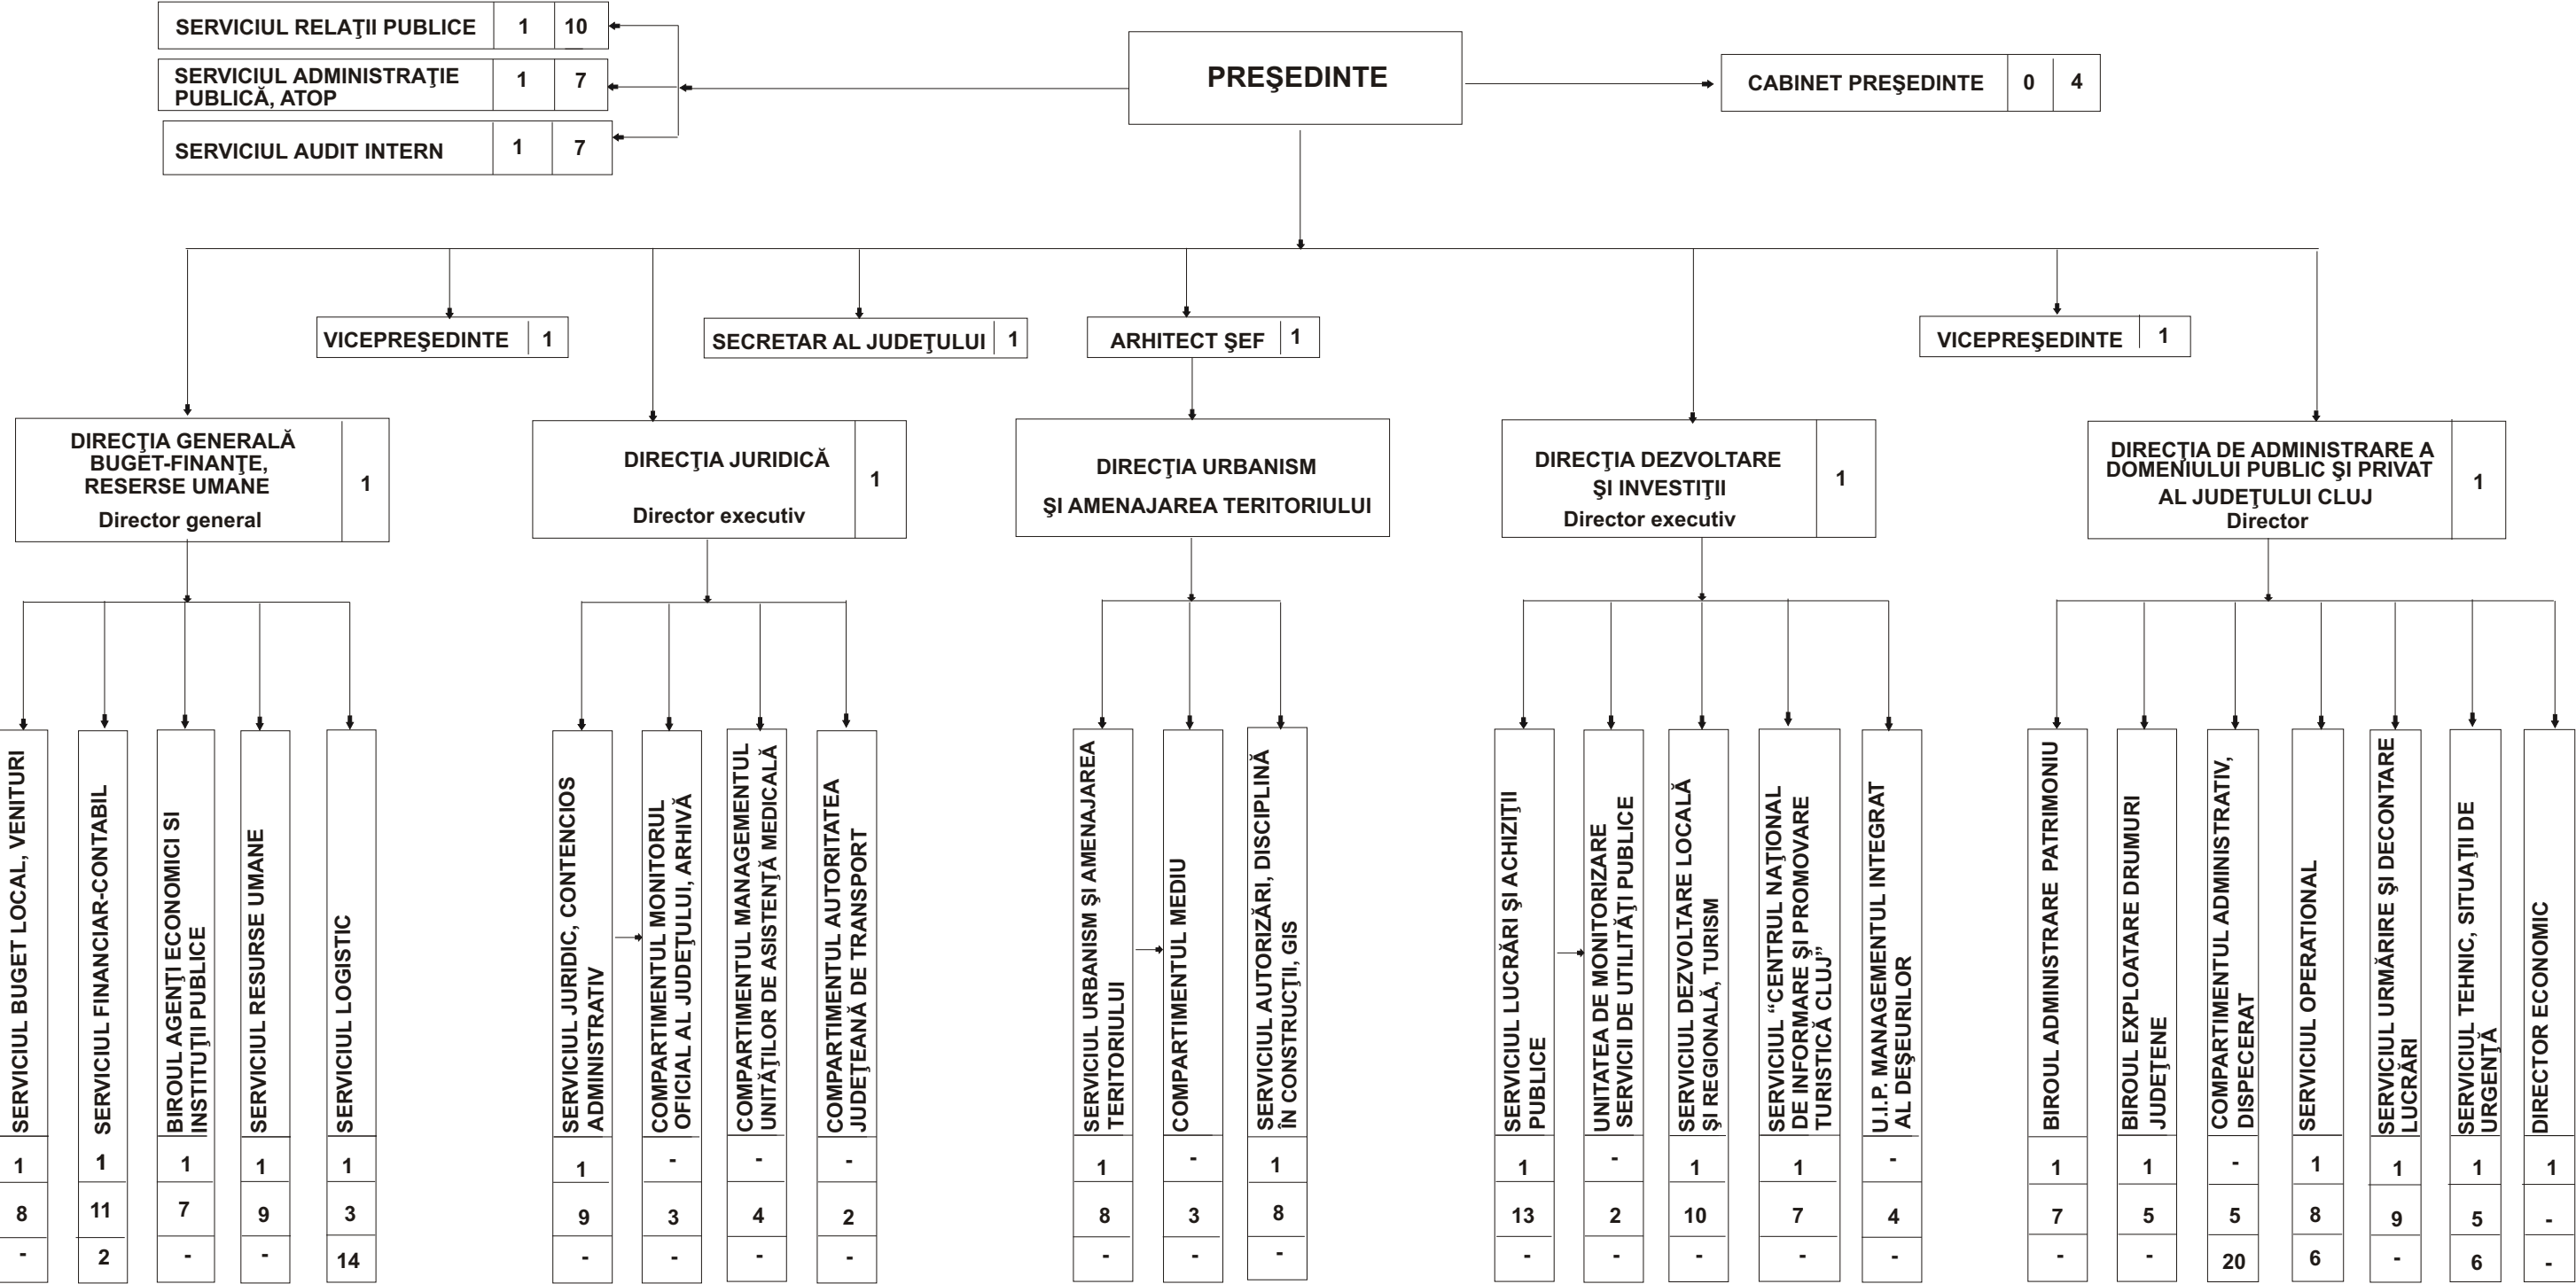 SERVICIUL RELAŢII PUBLICE 1 10
SERVICIUL ADMINISTRAŢIE
PUBLICĂ, ATOP 1 7
SERVICIUL AUDIT INTERN 1 7
PREŞEDINTE
CABINET PREŞEDINTE 0 4
VICEPREŞEDINTE 1
SECRETAR AL JUDEŢULUI 1
ARHITECT ŞEF 1
VICEPREŞEDINTE 1
DIRECŢIA GENERALĂ
BUGET-FINANŢE,
RESERSE UMANE
Director general
1
DIRECŢIA JURIDICĂ
Director executiv
1
DIRECŢIA URBANISM
ŞI AMENAJAREA TERITORIULUI
DIRECŢIA DEZVOLTARE
ŞI INVESTIŢII
Director executiv
1
DIRECŢIA DE ADMINISTRARE A
DOMENIULUI PUBLIC ŞI PRIVAT
AL JUDEŢULUI CLUJ
Director
1
SERVICIUL BUGET LOCAL, VENITURI
1
8
-
SERVICIUL FINANCIAR-CONTABIL
1
11
2
BIROUL AGENŢI ECONOMICI SI
INSTITUŢII PUBLICE
1
7
-
SERVICIUL RESURSE UMANE
1
9
-
SERVICIUL LOGISTIC
1
3
14
SERVICIUL JURIDIC, CONTENCIOS
ADMINISTRATIV
1
9
-
COMPARTIMENTUL MONITORUL
OFICIAL AL JUDEŢULUI, ARHIVĂ
-
3
-
COMPARTIMENTUL MANAGEMENTUL
UNITĂŢILOR DE ASISTENŢĂ MEDICALĂ
-
4
-
COMPARTIMENTUL AUTORITATEA
JUDEŢEANĂ DE TRANSPORT
-
2
-
SERVICIUL URBANISM ŞI AMENAJAREA
TERITORIULUI
1
8
-
COMPARTIMENTUL MEDIU
-
3
-
SERVICIUL AUTORIZĂRI, DISCIPLINĂ
ÎN CONSTRUCŢII, GIS
1
8
-
SERVICIUL LUCRĂRI ŞI ACHIZIŢII
PUBLICE
1
13
-
UNITATEA DE MONITORIZARE
SERVICII DE UTILITĂŢI PUBLICE
-
2
-
SERVICIUL DEZVOLTARE LOCALĂ
ŞI REGIONALĂ, TURISM
1
10
-
SERVICIUL “CENTRUL NAŢIONAL
DE INFORMARE ŞI PROMOVARE
TURISTICĂ CLUJ”
1
7
-
U.I.P. MANAGEMENTUL INTEGRAT
AL DEŞEURILOR
-
4
-
BIROUL ADMINISTRARE PATRIMONIU
1
7
-
BIROUL EXPLOATARE DRUMURI
JUDEŢENE
1
5
-
COMPARTIMENTUL ADMINISTRATIV,
DISPECERAT
-
5
20
SERVICIUL OPERATIONAL
1
8
6
SERVICIUL URMĂRIRE ŞI DECONTARE
LUCRĂRI
1
9
-
SERVICIUL TEHNIC, SITUAŢII DE
URGENŢĂ
1
5
6
DIRECTOR ECONOMIC
1
-
-